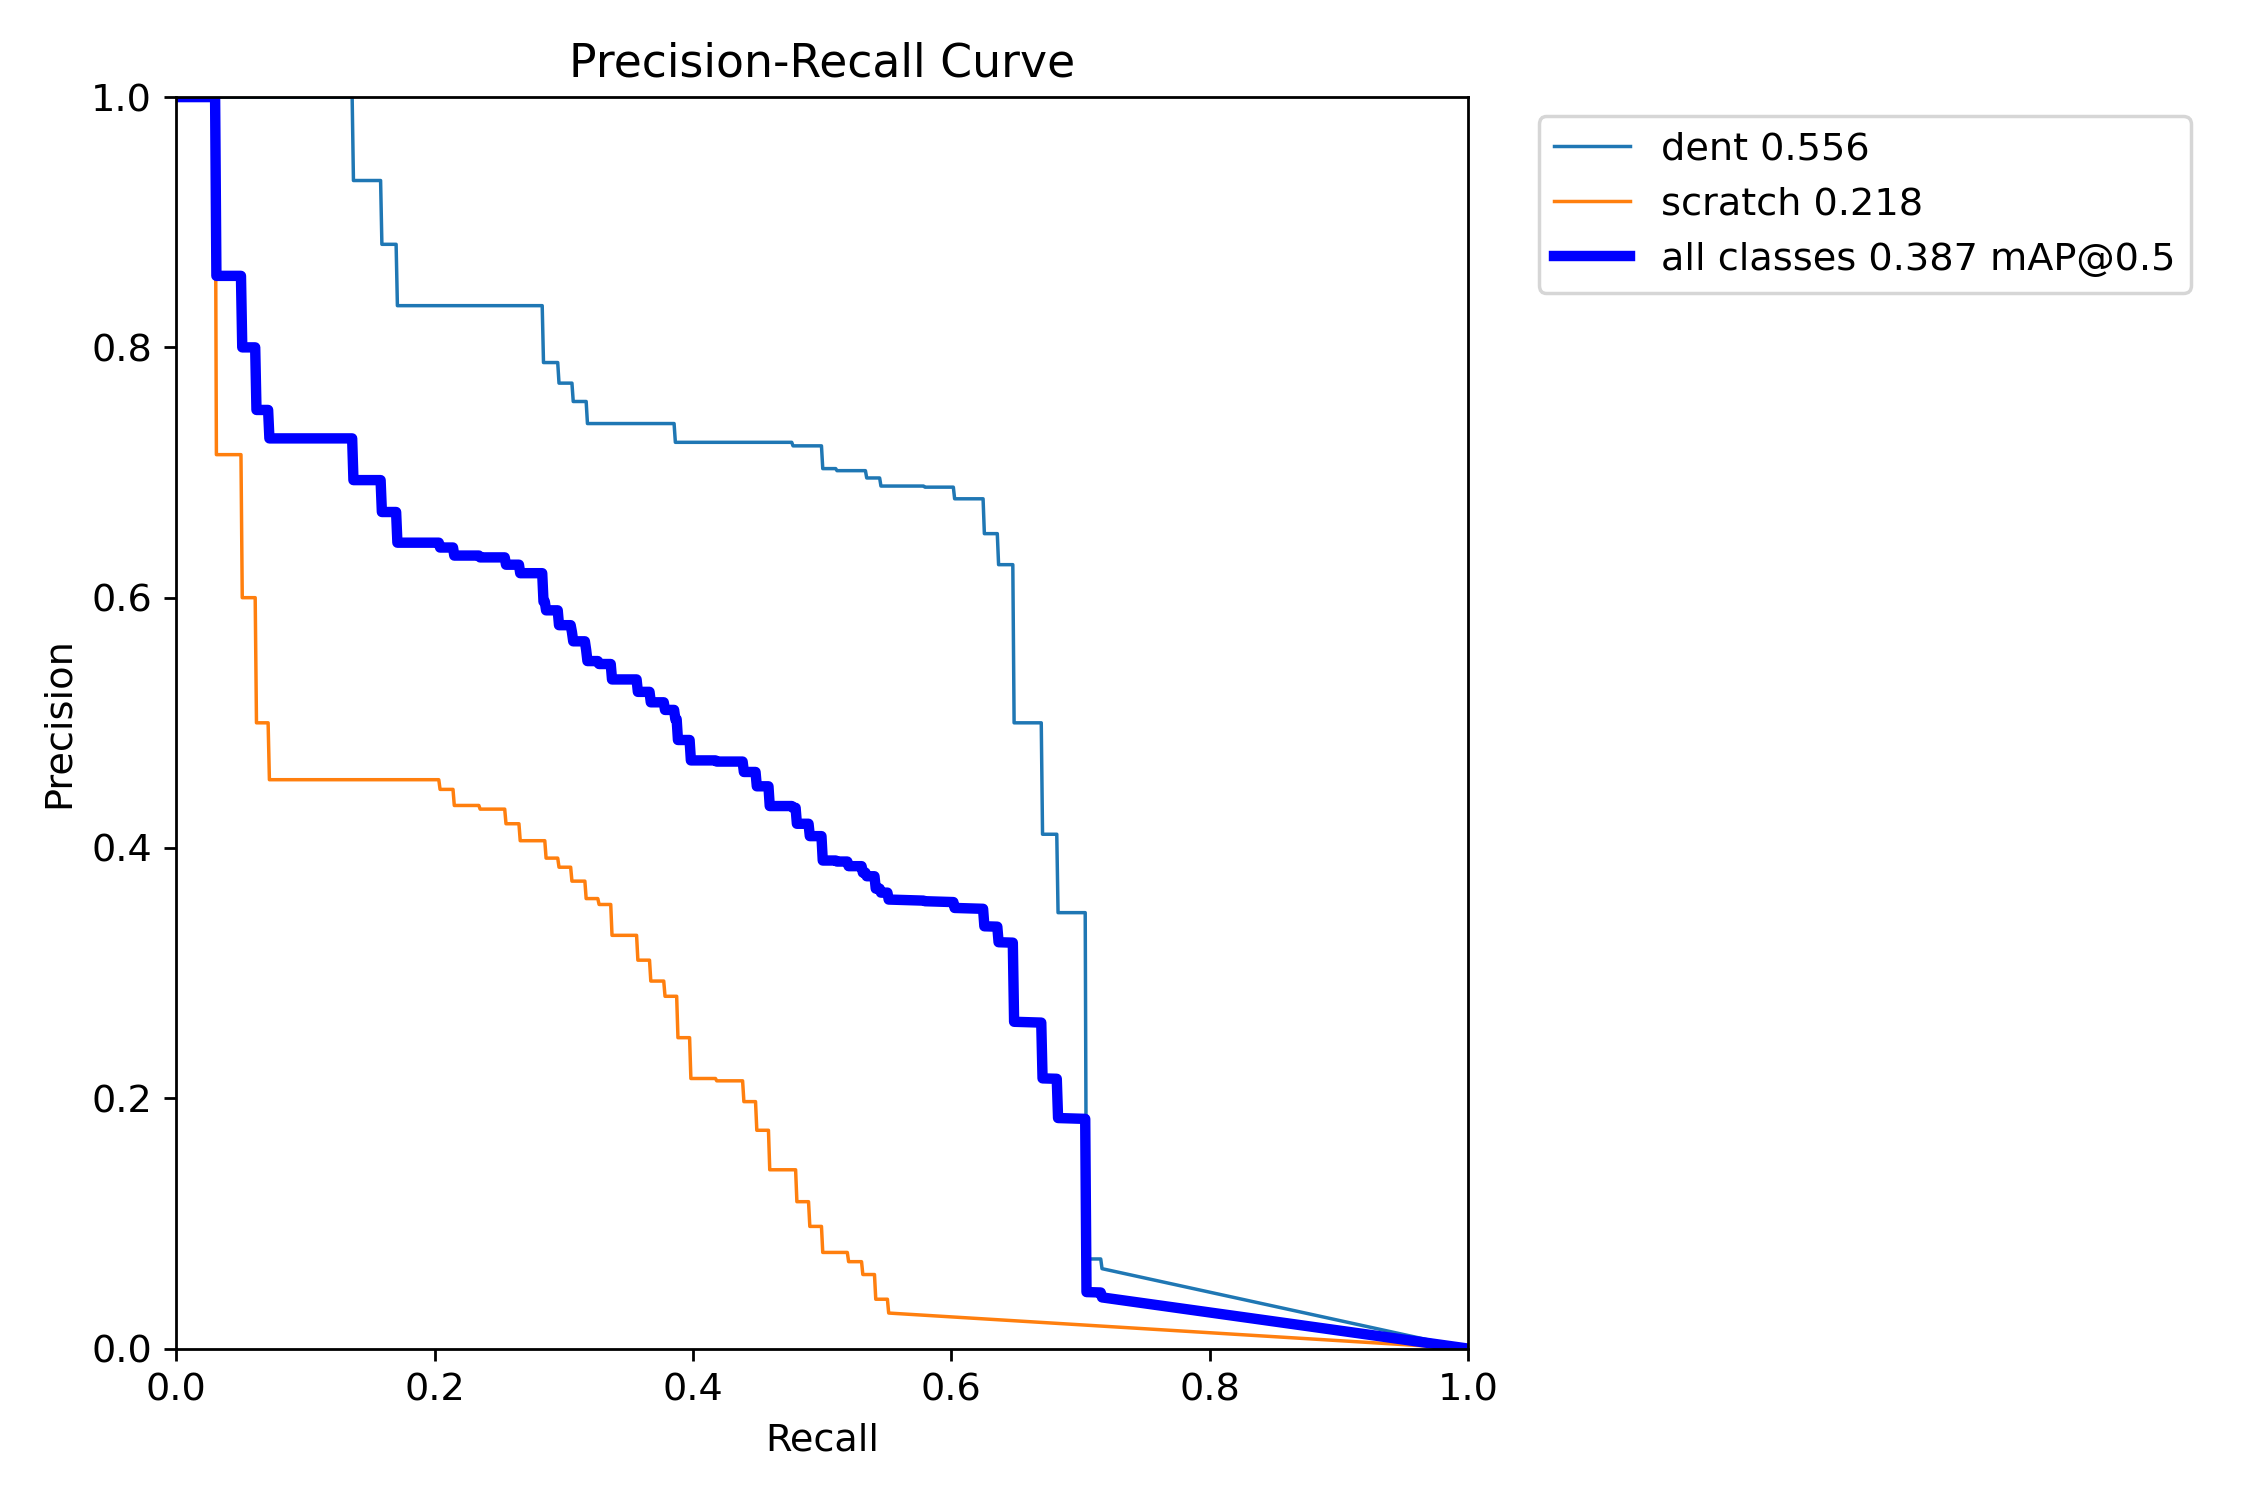 Precision-Recall Curve
1.0
0.8
0.6
0.4
0.2
0.0
Precision
0.0 0.2 0.4 0.6 0.8 1.0
Recall
dent 0.556
scratch 0.218
all classes 0.387 mAP@0.5